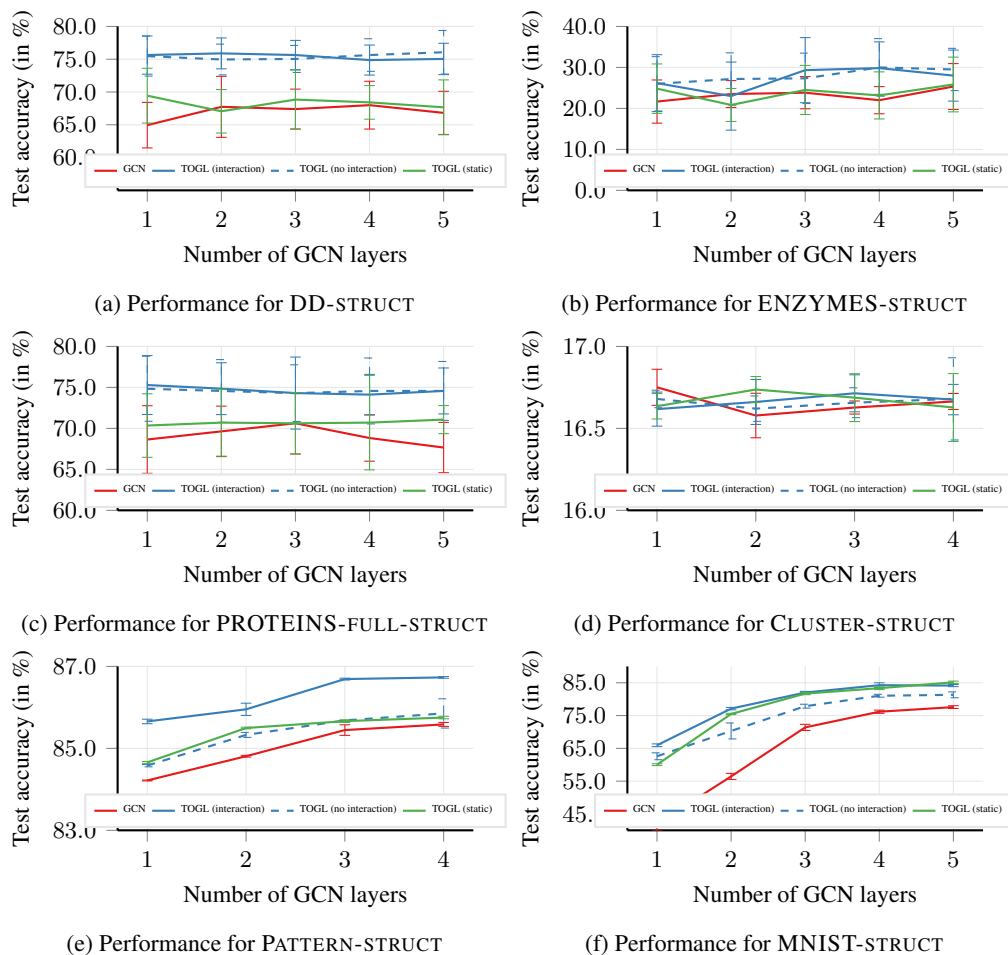 80.0
75.0
70.0
65.0
60.0
Test accuracy (in %)
GCN TOGL (interaction) TOGL (no interaction) TOGL (static)
1 2 3 4 5
Number of GCN layers
(a) Performance for DD-STRUCT
40.0
30.0
20.0
10.0
0.0
Test accuracy (in %)
GCN TOGL (interaction) TOGL (no interaction) TOGL (static)
1 2 3 4 5
Number of GCN layers
(b) Performance for ENZYMES-STRUCT
80.0
75.0
70.0
65.0
60.0
Test accuracy (in %)
GCN TOGL (interaction) TOGL (no interaction) TOGL (static)
1 2 3 4 5
Number of GCN layers
(c) Performance for PROTEINS-FULL-STRUCT
17.0
16.5
16.0
Test accuracy (in %)
GCN TOGL (interaction) TOGL (no interaction) TOGL (static)
1 2 3 4
Number of GCN layers
(d) Performance for CLUSTER-STRUCT
87.0
85.0
83.0
Test accuracy (in %)
GCN TOGL (interaction) TOGL (no interaction) TOGL (static)
1 2 3 4
Number of GCN layers
(e) Performance for PATTERN-STRUCT
85.0
75.0
65.0
55.0
45.
Test accuracy (in %)
GCN TOGL (interaction) TOGL (no interaction) TOGL (static)
1 2 3 4 5
Number of GCN layers
(f) Performance for MNIST-STRUCT